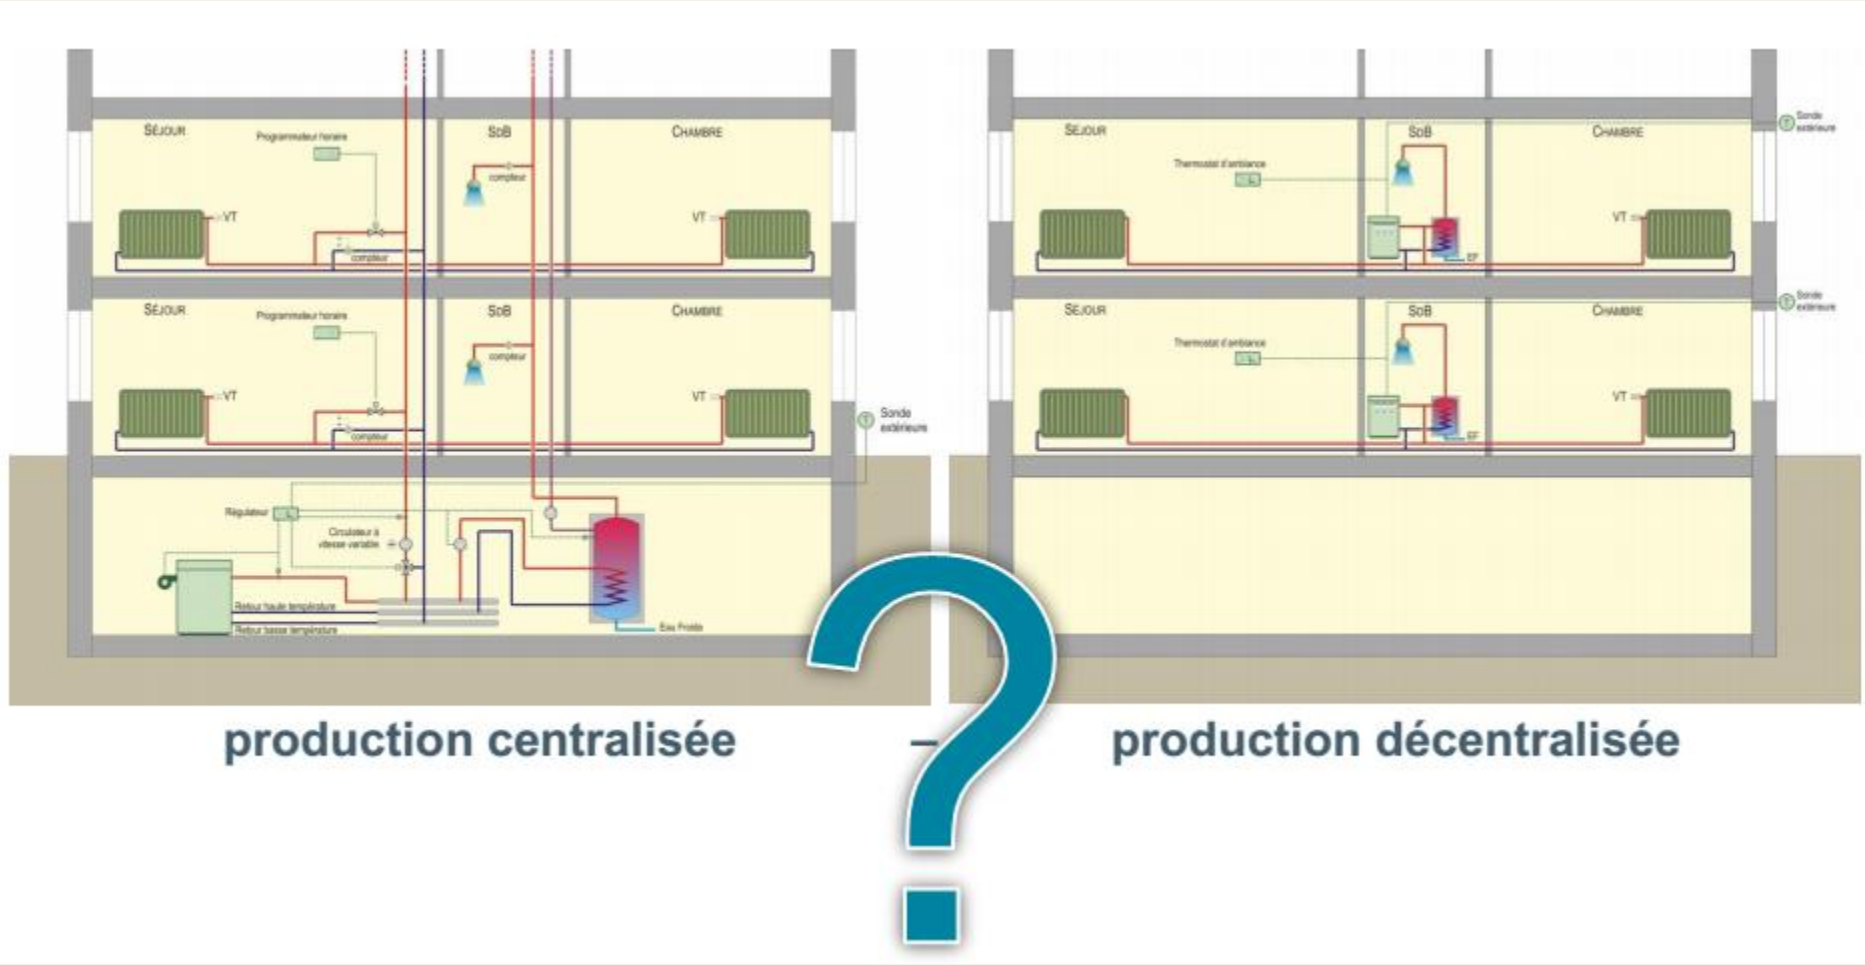 SÉJOUR
Programmateur horaire
SDB
CHAMBRE
compteur
VT
VT
compteur
SÉJOUR
Programmateur horaire
SDB
CHAMBRE
compteur
VT
VT
compteur
Sonde
extérieure
Régulateur
Circulateur à
vitesse variable
Retour haute température
Retour basse température
Eau Froide
production centralisée
–
SÉJOUR
SDB
CHAMBRE
Sonde
extérieure
Thermostat d'ambiance
VT
EF
SÉJOUR
SDB
CHAMBRE
Sonde
extérieure
Thermostat d'ambiance
VT
EF
production décentralisée
?